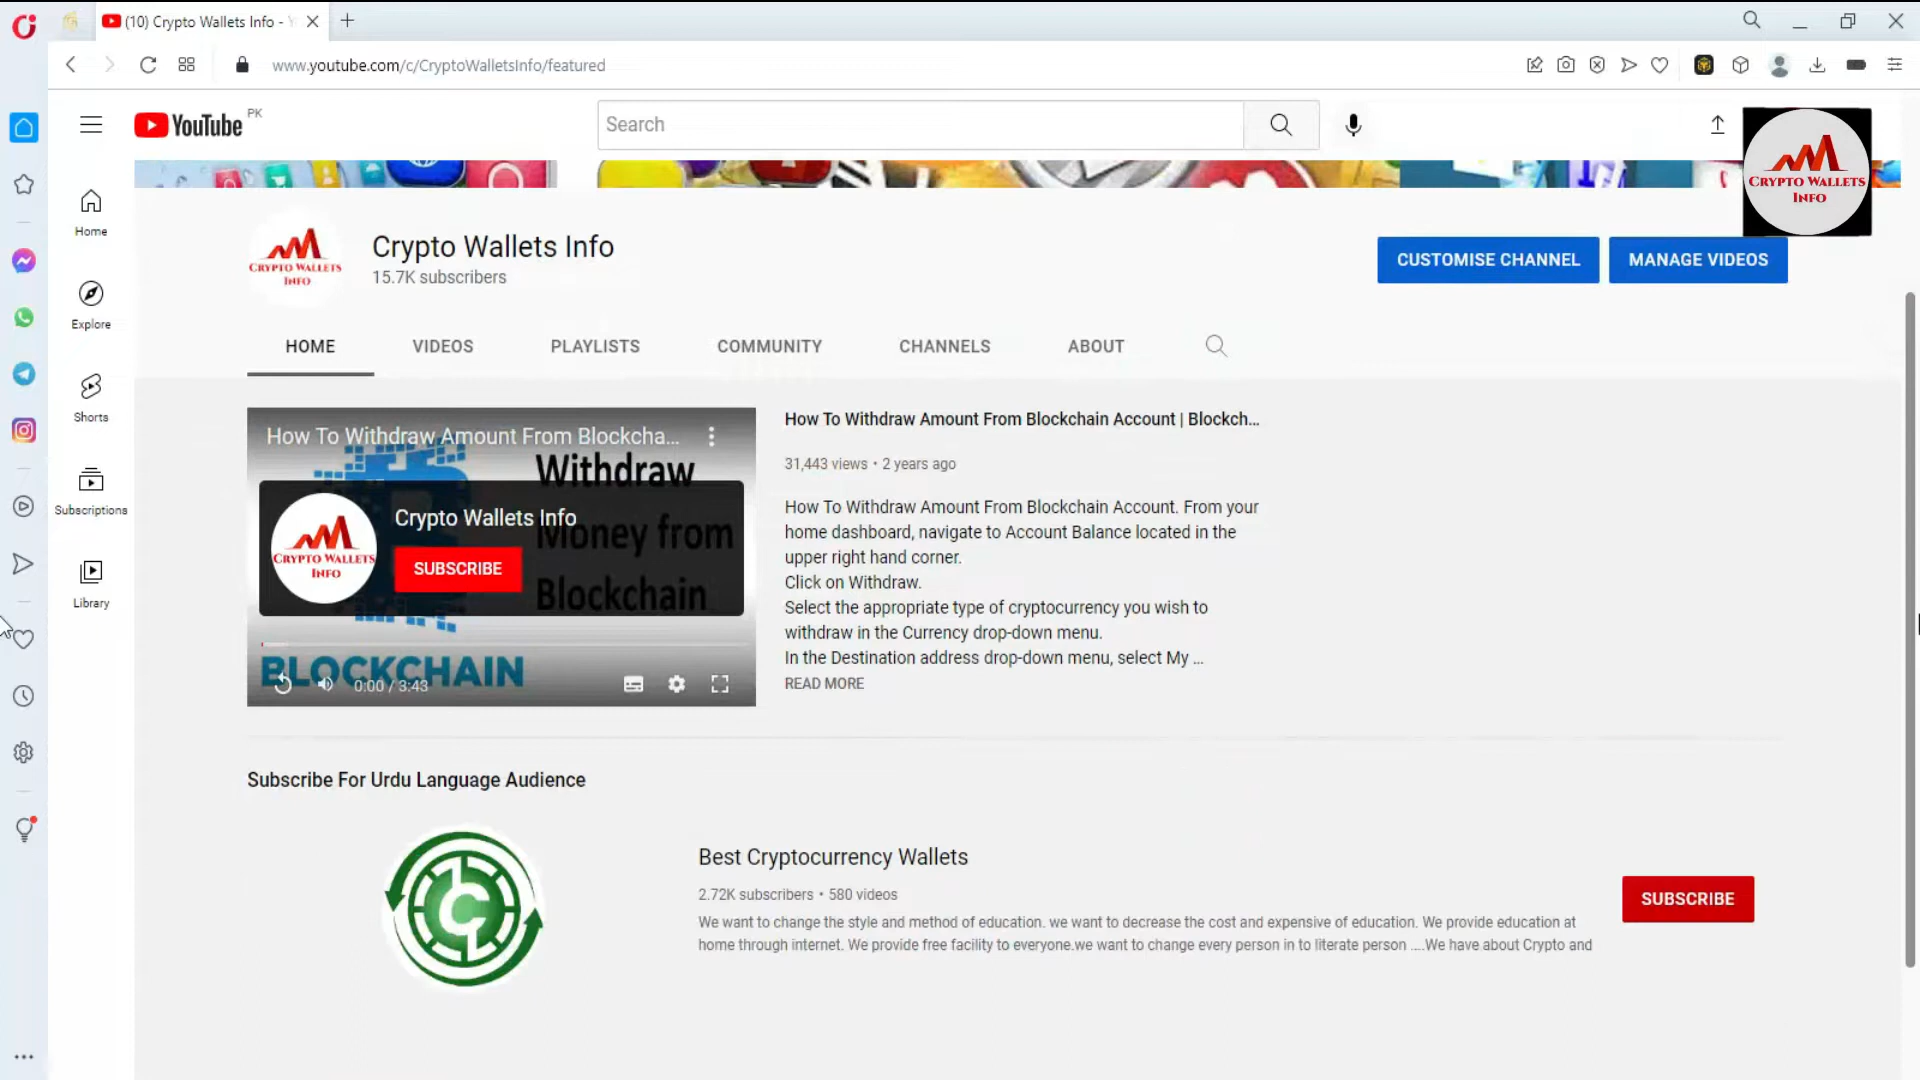 (10) Crypto Wallets Info - Y
www.youtube.com/c/CryptoWalletsInfo/featured
YouTube PK
Search
CRYPTO WALLETS
INFO
Home
Explore
Shorts
Subscriptions
Library
CRYPTO WALLETS
INFO
Crypto Wallets Info
15.7K subscribers
CUSTOMISE CHANNEL
MANAGE VIDEOS
HOME
VIDEOS
PLAYLISTS
COMMUNITY
CHANNELS
ABOUT
How To Withdraw Amount From Blockcha...
Withdraw
Money from
Blockchain
CRYPTO WALLETS
INFO
Crypto Wallets Info
SUBSCRIBE
BLOCKCHAIN
0:00 / 3:43
How To Withdraw Amount From Blockchain Account | Blockch...
31,443 views • 2 years ago
How To Withdraw Amount From Blockchain Account. From your
home dashboard, navigate to Account Balance located in the
upper right hand corner.
Click on Withdraw.
Select the appropriate type of cryptocurrency you wish to
withdraw in the Currency drop-down menu.
In the Destination address drop-down menu, select My ...
READ MORE
Subscribe For Urdu Language Audience
Best Cryptocurrency Wallets
2.72K subscribers • 580 videos
We want to change the style and method of education. we want to decrease the cost and expensive of education. We provide education at
home through internet. We provide free facility to everyone.we want to change every person in to literate person ....We have about Crypto and
SUBSCRIBE